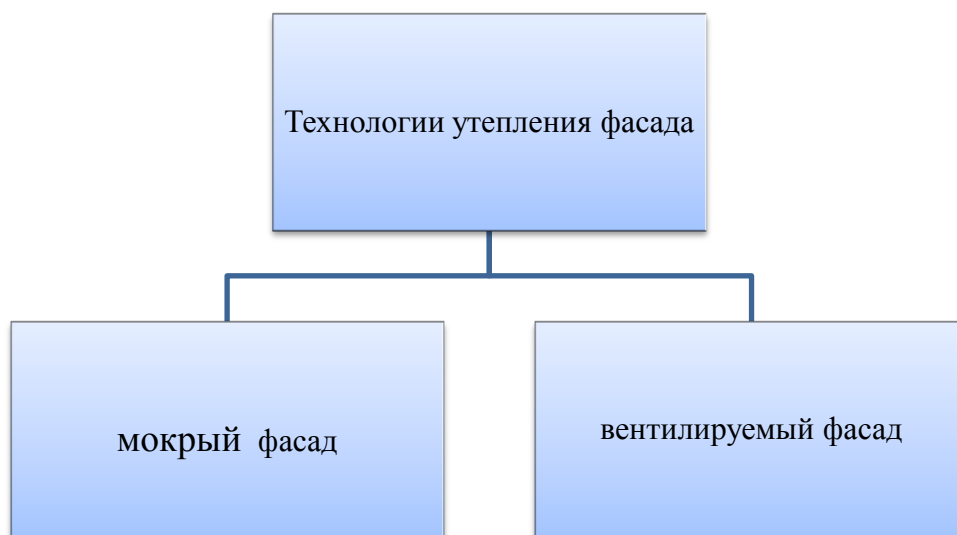 Технологии утепления фасада
мокрый фасад
вентилируемый фасад